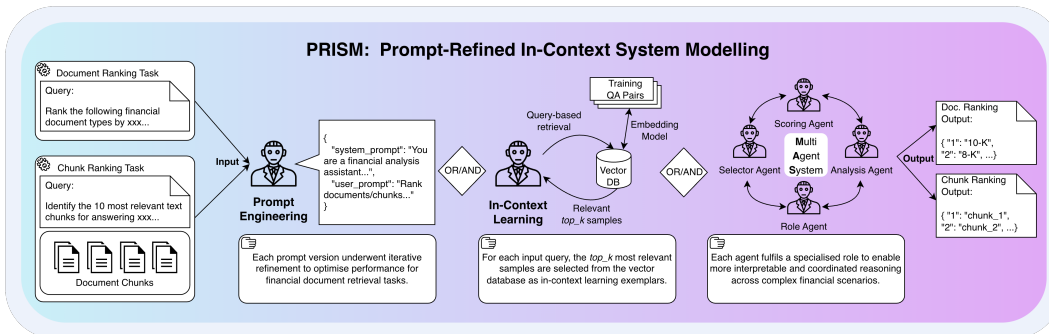 PRISM: Prompt-Refined In-Context System Modelling
Document Ranking Task
Query:
Rank the following financial
document types by xxx...
Chunk Ranking Task
Query:
Identify the 10 most relevant text
chunks for answering xxx...
Document Chunks
Input
Prompt
Engineering
{
"system_prompt": "You
are a financial analysis
assistant...",
"user_prompt": "Rank
documents/chunks..."
}
Each prompt version underwent iterative
refinement to optimise performance for
financial document retrieval tasks.
OR/AND
Training
QA Pairs
Query-based
retrieval
Embedding
Model
Vector
DB
In-Context
Learning
Relevant
top_k samples
For each input query, the top_k most relevant
samples are selected from the vector
database as in-context learning exemplars.
OR/AND
Scoring Agent
Multi
Agent
System
Selector Agent
Analysis Agent
Role Agent
Each agent fulfils a specialised role to enable
more interpretable and coordinated reasoning
across complex financial scenarios.
Output
Doc. Ranking
Output:
{ "1": "10-K",
"2": "8-K", ...}
Chunk Ranking
Output:
{ "1": "chunk_1",
"2": "chunk_2", ...}